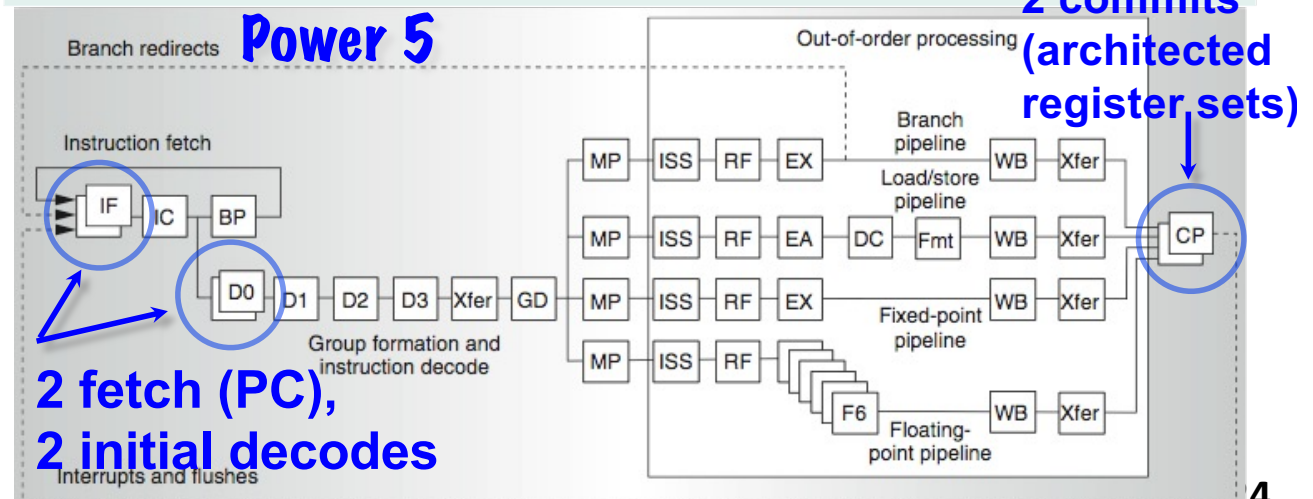 2 commits
(architected
register sets)
Power 5
Branch redirects
Out-of-order processing
Instruction fetch
Branch
pipeline
MP ISS RF EX WB Xfer
Load/store
pipeline
IF IC BP
MP ISS RF EA DC Fmt WB Xfer
CP
D0 D1 D2 D3 Xfer GD
MP ISS RF EX WB Xfer
Fixed-point
pipeline
Group formation and
instruction decode
MP ISS RF F6 WB Xfer
Floating-
point pipeline
2 fetch (PC),
2 initial decodes
Interrupts and flushes